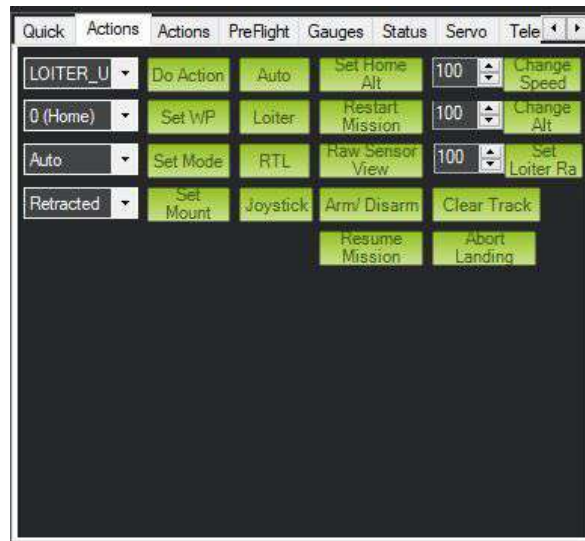 Quick Actions Actions PreFlight Gauges Status Servo Tele
LOITER_U Do Action Auto Set Home Alt 100 Change Speed
0 (Home) Set WP Loiter Restart Mission 100 Change Alt
Auto Set Mode RTL Raw Sensor View 100 Set Loiter Ra
Retracted Set Mount Joystick Arm/ Disarm Clear Track
Resume Mission Abort Landing